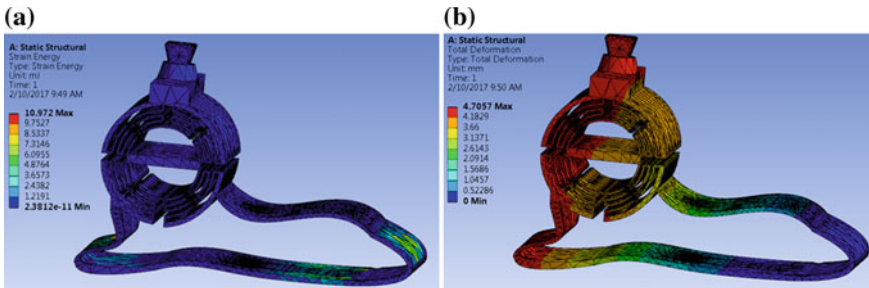 (a)
A: Static Structural
Strain Energy
Type: Strain Energy
Unit: mJ
Time: 1
2/10/2017 9:49 AM
10.972 Max
9.7527
8.5337
7.3146
6.0955
4.8764
3.6573
2.4382
1.2191
2.3812e-11 Min
(b)
A: Static Structural
Total Deformation
Type: Total Deformation
Unit: mm
Time: 1
2/10/2017 9:50 AM
4.7057 Max
4.1829
3.66
3.1371
2.6143
2.0914
1.5686
1.0457
0.52286
0 Min